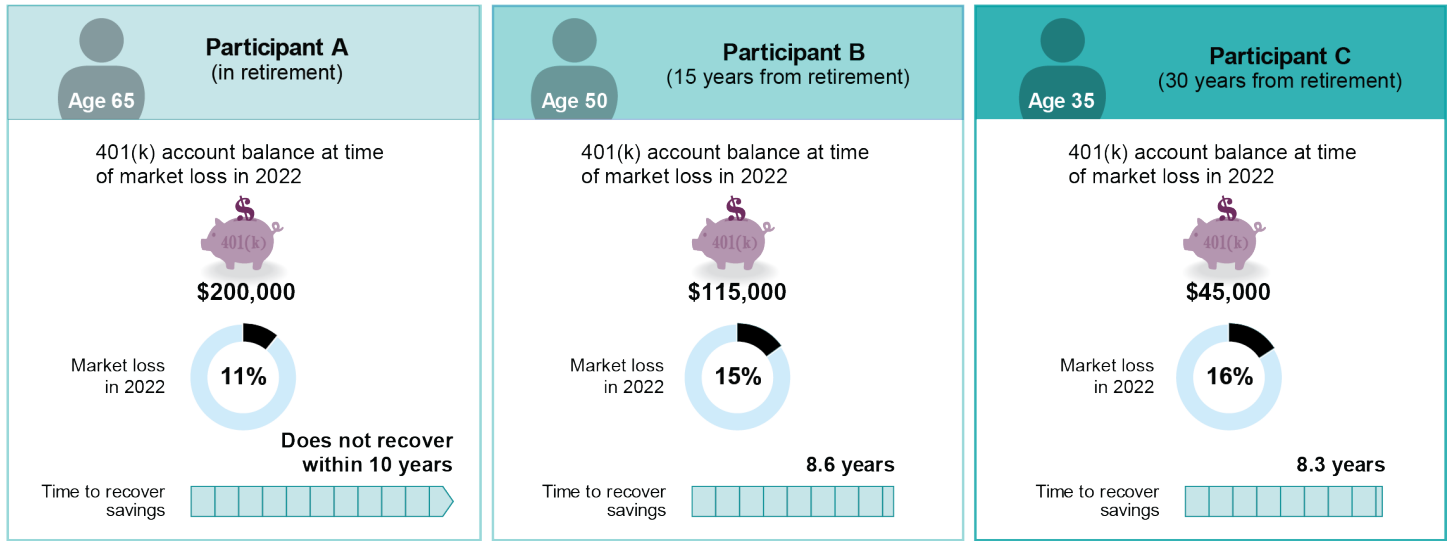 Participant A
(in retirement)
Age 65
401(k) account balance at time
of market loss in 2022
$
401(k)
$200,000
Market loss
in 2022
11%
Does not recover
within 10 years
Time to recover
savings
Participant B
(15 years from retirement)
Age 50
401(k) account balance at time
of market loss in 2022
$
401(k)
$115,000
Market loss
in 2022
15%
8.6 years
Time to recover
savings
Participant C
(30 years from retirement)
Age 35
401(k) account balance at time
of market loss in 2022
$
401(k)
$45,000
Market loss
in 2022
16%
8.3 years
Time to recover
savings